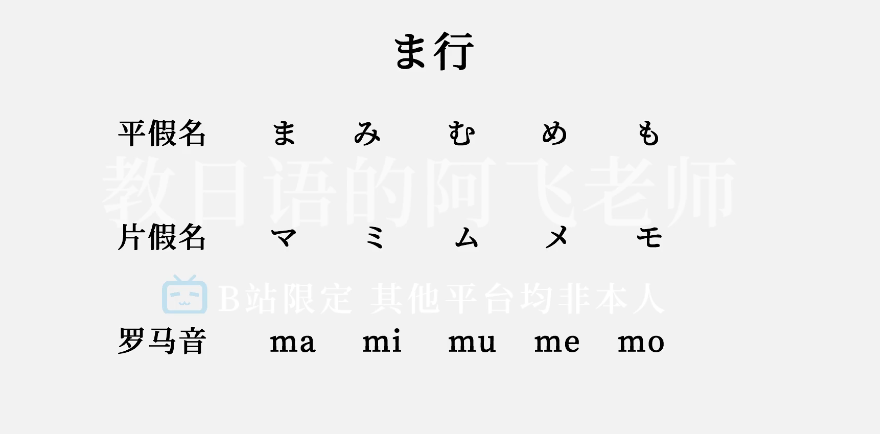 ま行
平假名 ま み む め も
教日语的阿飞老师
片假名 マ ミ ム メ モ
B站限定 其他平台均非本人
罗马音 ma mi mu me mo